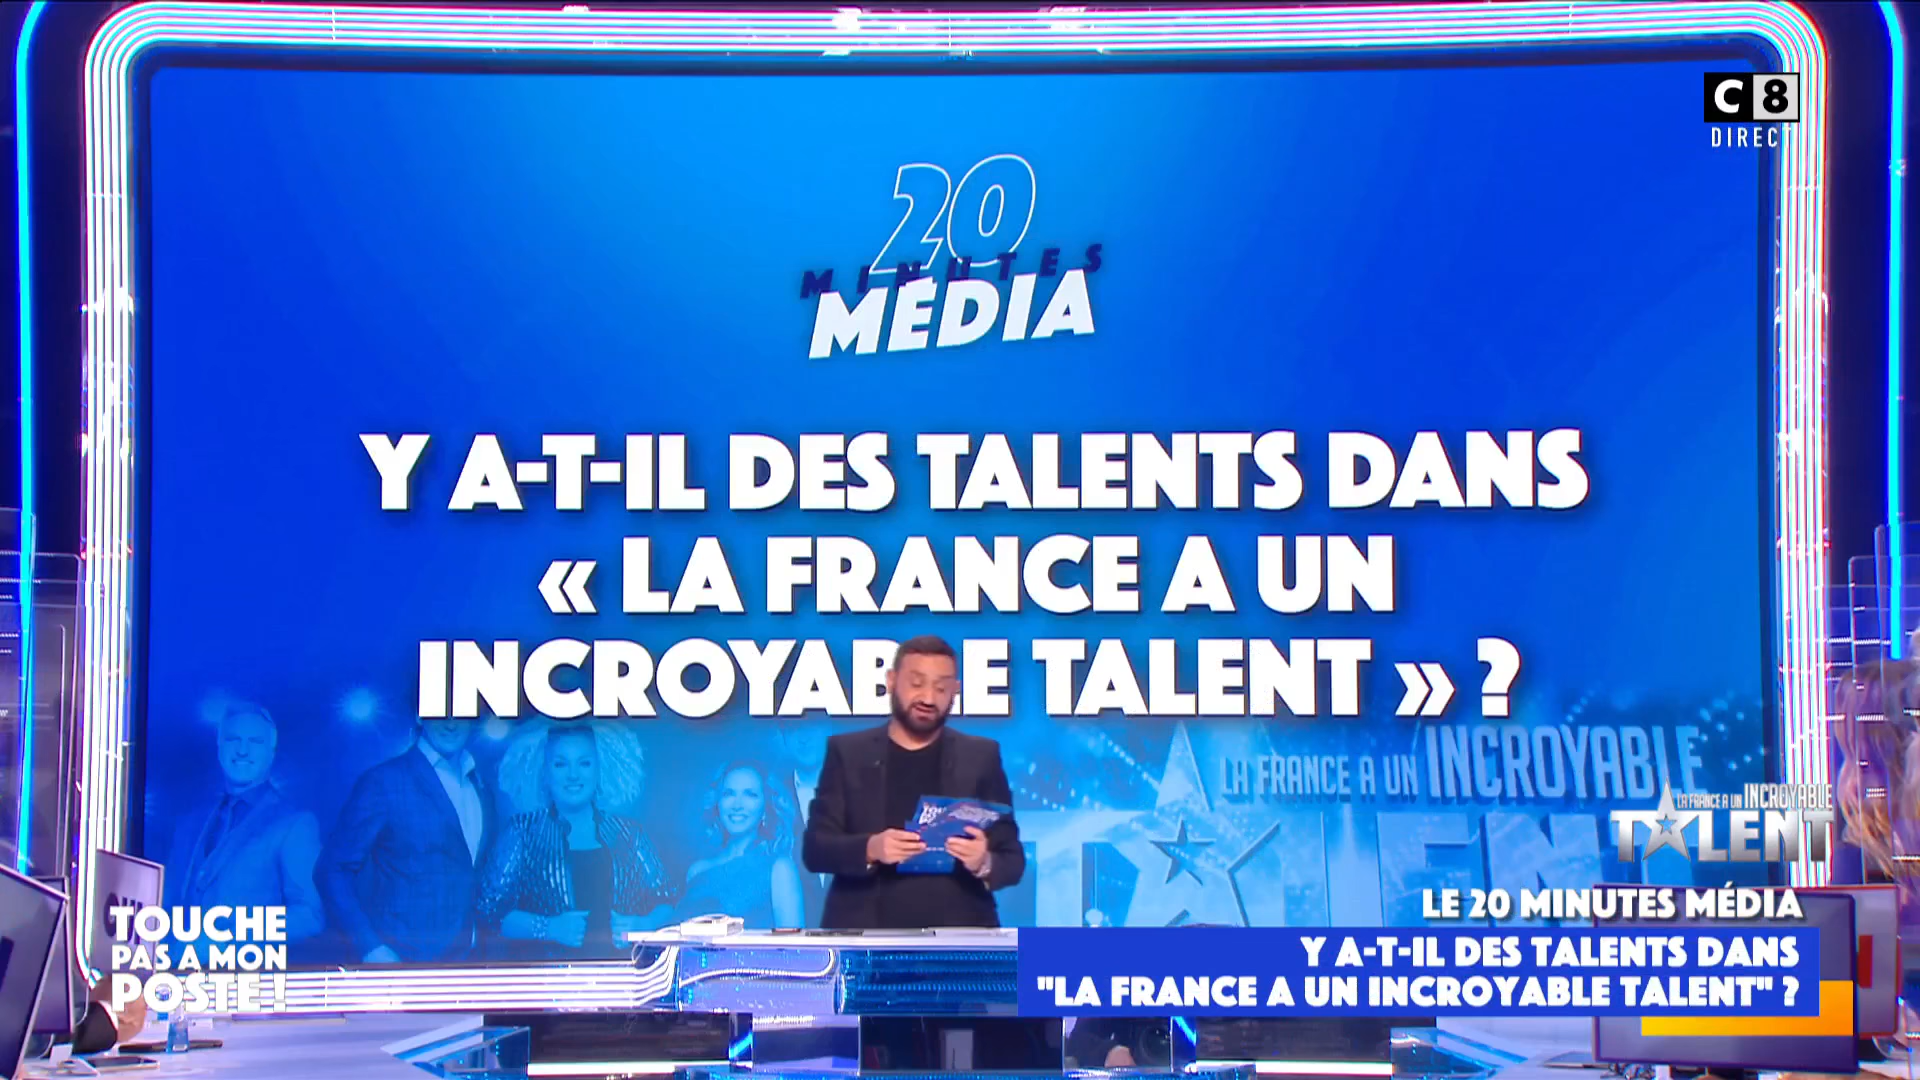 C8
DIRECT
20
MINUTES
MÉDIA
Y A-T-IL DES TALENTS DANS
« LA FRANCE A UN
INCROYABLE TALENT » ?
LA FRANCE A UN INCROYABLE
TALENT
LA FRANCE A UN INCROYABLE
TALENT
LE 20 MINUTES MÉDIA
Y A-T-IL DES TALENTS DANS
"LA FRANCE A UN INCROYABLE TALENT" ?
TOUCHE
PAS A MON
POSTE!